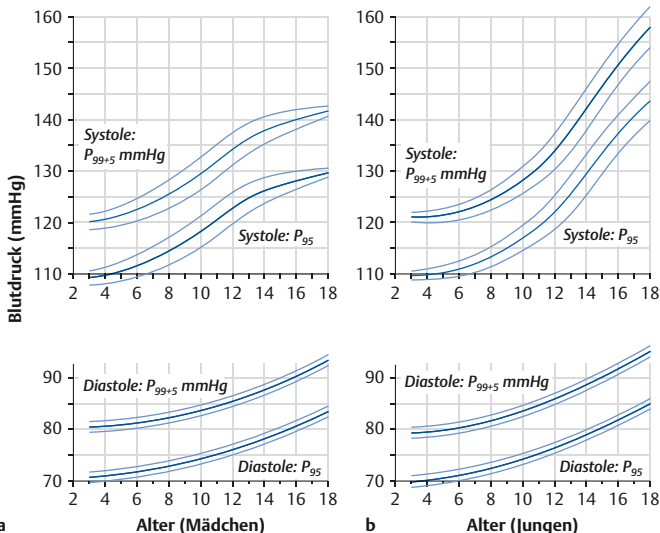 160
150
140
130
120
110
2 4 6 8 10 12 14 16 18
Systole:
P99+5 mmHg
Systole: P95
160
150
140
130
120
110
2 4 6 8 10 12 14 16 18
Systole:
P99+5 mmHg
Systole: P95
Blutdruck (mmHg)
90
80
70
2 4 6 8 10 12 14 16 18
Diastole: P99+5 mmHg
Diastole: P95
90
80
70
2 4 6 8 10 12 14 16 18
Diastole: P99+5 mmHg
Diastole: P95
a Alter (Mädchen)
b Alter (Jungen)